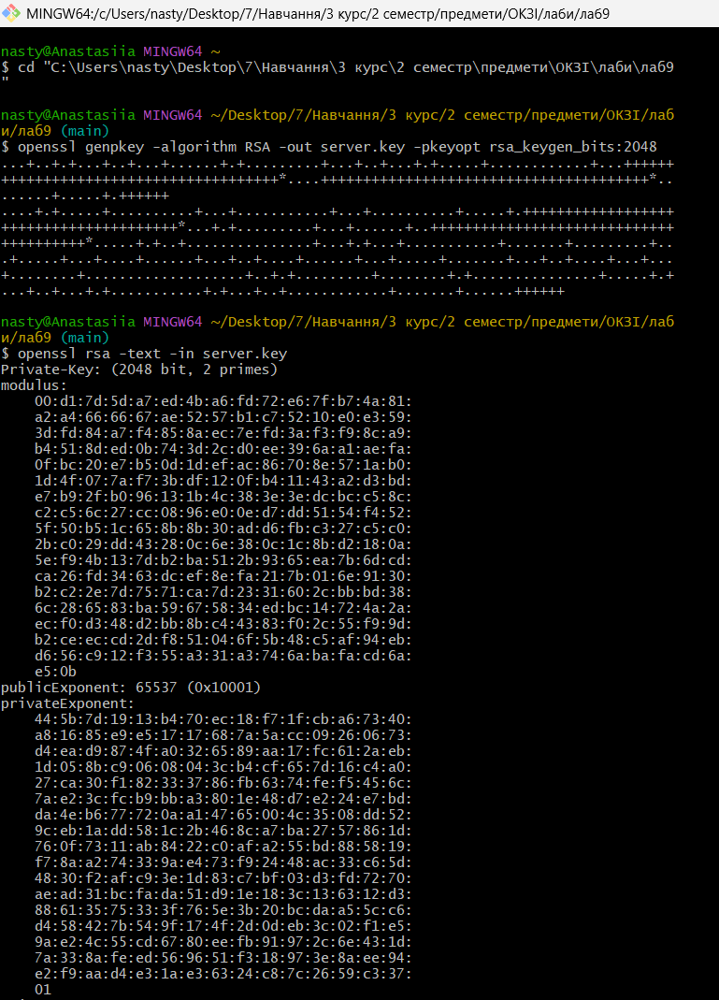 MINGW64:/c/Users/nasty/Desktop/7/Навчання/3 курс/2 семестр/предмети/ОКЗІ/лаби/лаб9
nasty@Anastasiia MINGW64 ~
$ cd "C:\Users\nasty\Desktop\7\Навчання\3 курс\2 семестр\предмети\ОКЗІ\лаби\лаб9
"
nasty@Anastasiia MINGW64 ~/Desktop/7/Навчання/3 курс/2 семестр/предмети/ОКЗІ/лаб
и/лаб9 (main)
$ openssl genpkey -algorithm RSA -out server.key -pkeyopt rsa_keygen_bits:2048
nasty@Anastasiia MINGW64 ~/Desktop/7/Навчання/3 курс/2 семестр/предмети/ОКЗІ/лаб
и/лаб9 (main)
$ openssl rsa -text -in server.key
Private-Key: (2048 bit, 2 primes)
modulus:
00:d1:7d:5d:a7:ed:4b:a6:fd:72:e6:7f:b7:4a:81:
a2:a4:66:66:67:ae:52:57:b1:c7:52:10:e0:e3:59:
3d:fd:84:a7:f4:85:8a:ec:7e:fd:3a:f3:f9:8c:a9:
b4:51:8d:ed:0b:74:3d:2c:d0:ee:39:6a:a1:ae:fa:
0f:bc:20:e7:b5:0d:1d:ef:ac:86:70:8e:57:1a:b0:
1d:4f:07:7a:f7:3b:df:12:0f:b4:11:43:a2:d3:bd:
e7:b9:2f:b0:96:13:1b:4c:38:3e:3e:dc:bc:c5:8c:
c2:c5:6c:27:cc:08:96:e0:0e:d7:dd:51:54:f4:52:
5f:50:b5:1c:65:8b:8b:30:ad:d6:fb:c3:27:c5:c0:
2b:c0:29:dd:43:28:0c:6e:38:0c:1c:8b:d2:18:0a:
5e:f9:4b:13:7d:b2:ba:51:2b:93:65:ea:7b:6d:cd:
ca:26:fd:34:63:dc:ef:8e:fa:21:7b:01:6e:91:30:
b2:c2:2e:7d:75:71:ca:7d:23:31:60:2c:bb:bd:38:
6c:28:65:83:ba:59:67:58:34:ed:bc:14:72:4a:2a:
ec:f0:d3:48:d2:bb:8b:c4:43:83:f0:2c:55:f9:9d:
b2:ce:ec:cd:2d:f8:51:04:6f:5b:48:c5:af:94:eb:
d6:56:c9:12:f3:55:a3:31:a3:74:6a:ba:fa:cd:6a:
e5:0b
publicExponent: 65537 (0x10001)
privateExponent:
44:5b:7d:19:13:b4:70:ec:18:f7:1f:cb:a6:73:40:
a8:16:85:e9:e5:17:17:68:7a:5a:cc:09:26:06:73:
d4:ea:d9:87:4f:a0:32:65:89:aa:17:fc:61:2a:eb:
1d:05:8b:c9:06:08:04:3c:b4:cf:65:7d:16:c4:a0:
27:ca:30:f1:82:33:37:86:fb:63:74:fe:f5:45:6c:
7a:e2:3c:fc:b9:bb:a3:80:1e:48:d7:e2:24:e7:bd:
da:4e:b6:77:72:0a:a1:47:65:00:4c:35:08:dd:52:
9c:eb:1a:dd:58:1c:2b:46:8c:a7:ba:27:57:86:1d:
76:0f:73:11:ab:84:22:c0:af:a2:55:bd:88:58:19:
f7:8a:a2:74:33:9a:e4:73:f9:24:48:ac:33:c6:5d:
48:30:f2:af:c9:3e:1d:83:c7:bf:03:d3:fd:72:70:
ae:ad:31:bc:fa:da:51:d9:1e:18:3c:13:63:12:d3:
88:61:35:75:33:3f:76:5e:3b:20:bc:da:a5:5c:c6:
d4:58:42:7b:54:9f:17:4f:2d:0d:eb:3c:02:f1:e5:
9a:e2:4c:55:cd:67:80:ee:fb:91:97:2c:6e:43:1d:
7a:33:8a:fe:ed:56:96:51:f3:18:97:3e:8a:ee:94:
e2:f9:aa:d4:e3:1a:e3:63:24:c8:7c:26:59:c3:37:
01